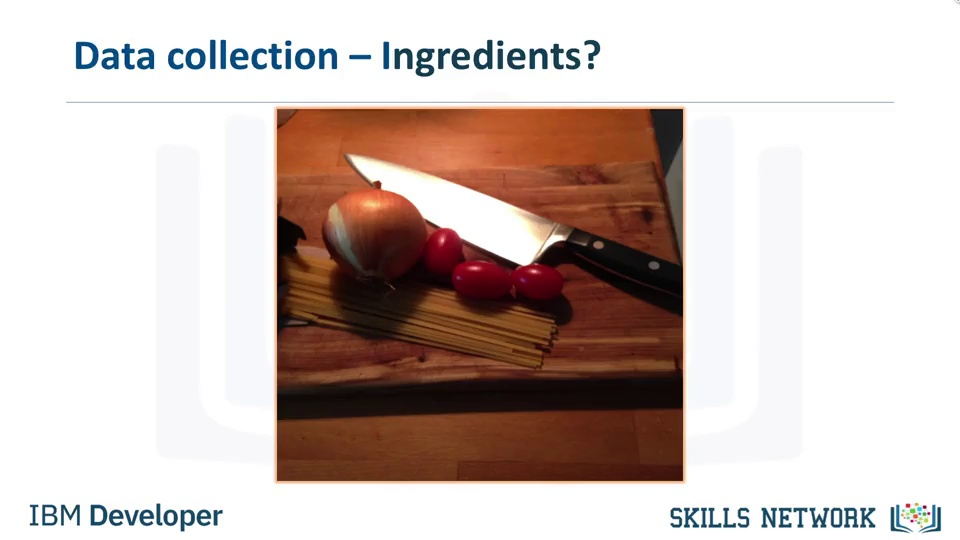 Data collection – Ingredients?
IBM Developer
SKILLS NETWORK